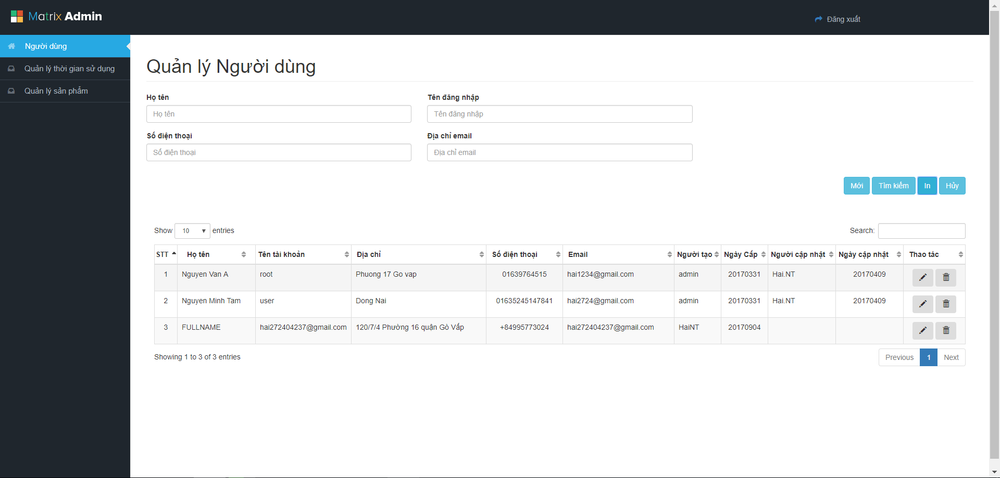 Matrix Admin
Đăng xuất
Người dùng
Quản lý thời gian sử dụng
Quản lý sản phẩm
Quản lý Người dùng
Họ tên Tên đăng nhập
Họ tên Tên đăng nhập
Số điện thoại Địa chỉ email
Số điện thoại Địa chỉ email
Mới Tìm kiếm In Hủy
Show 10 entries Search:
STT Họ tên Tên tài khoản Địa chỉ Số điện thoại Email Người tạo Ngày Cấp Người cập nhật Ngày cập nhật Thao tác
1 Nguyen Van A root Phuong 17 Go vap 01639764515 hai1234@gmail.com admin 20170331 Hai.NT 20170409
2 Nguyen Minh Tam user Dong Nai 01635245147841 hai2724@gmail.com admin 20170331 Hai.NT 20170409
3 FULLNAME hai272404237@gmail.com 120/7/4 Phường 16 quận Gò Vấp +84995773024 hai272404237@gmail.com HaiNT 20170904
Showing 1 to 3 of 3 entries Previous 1 Next